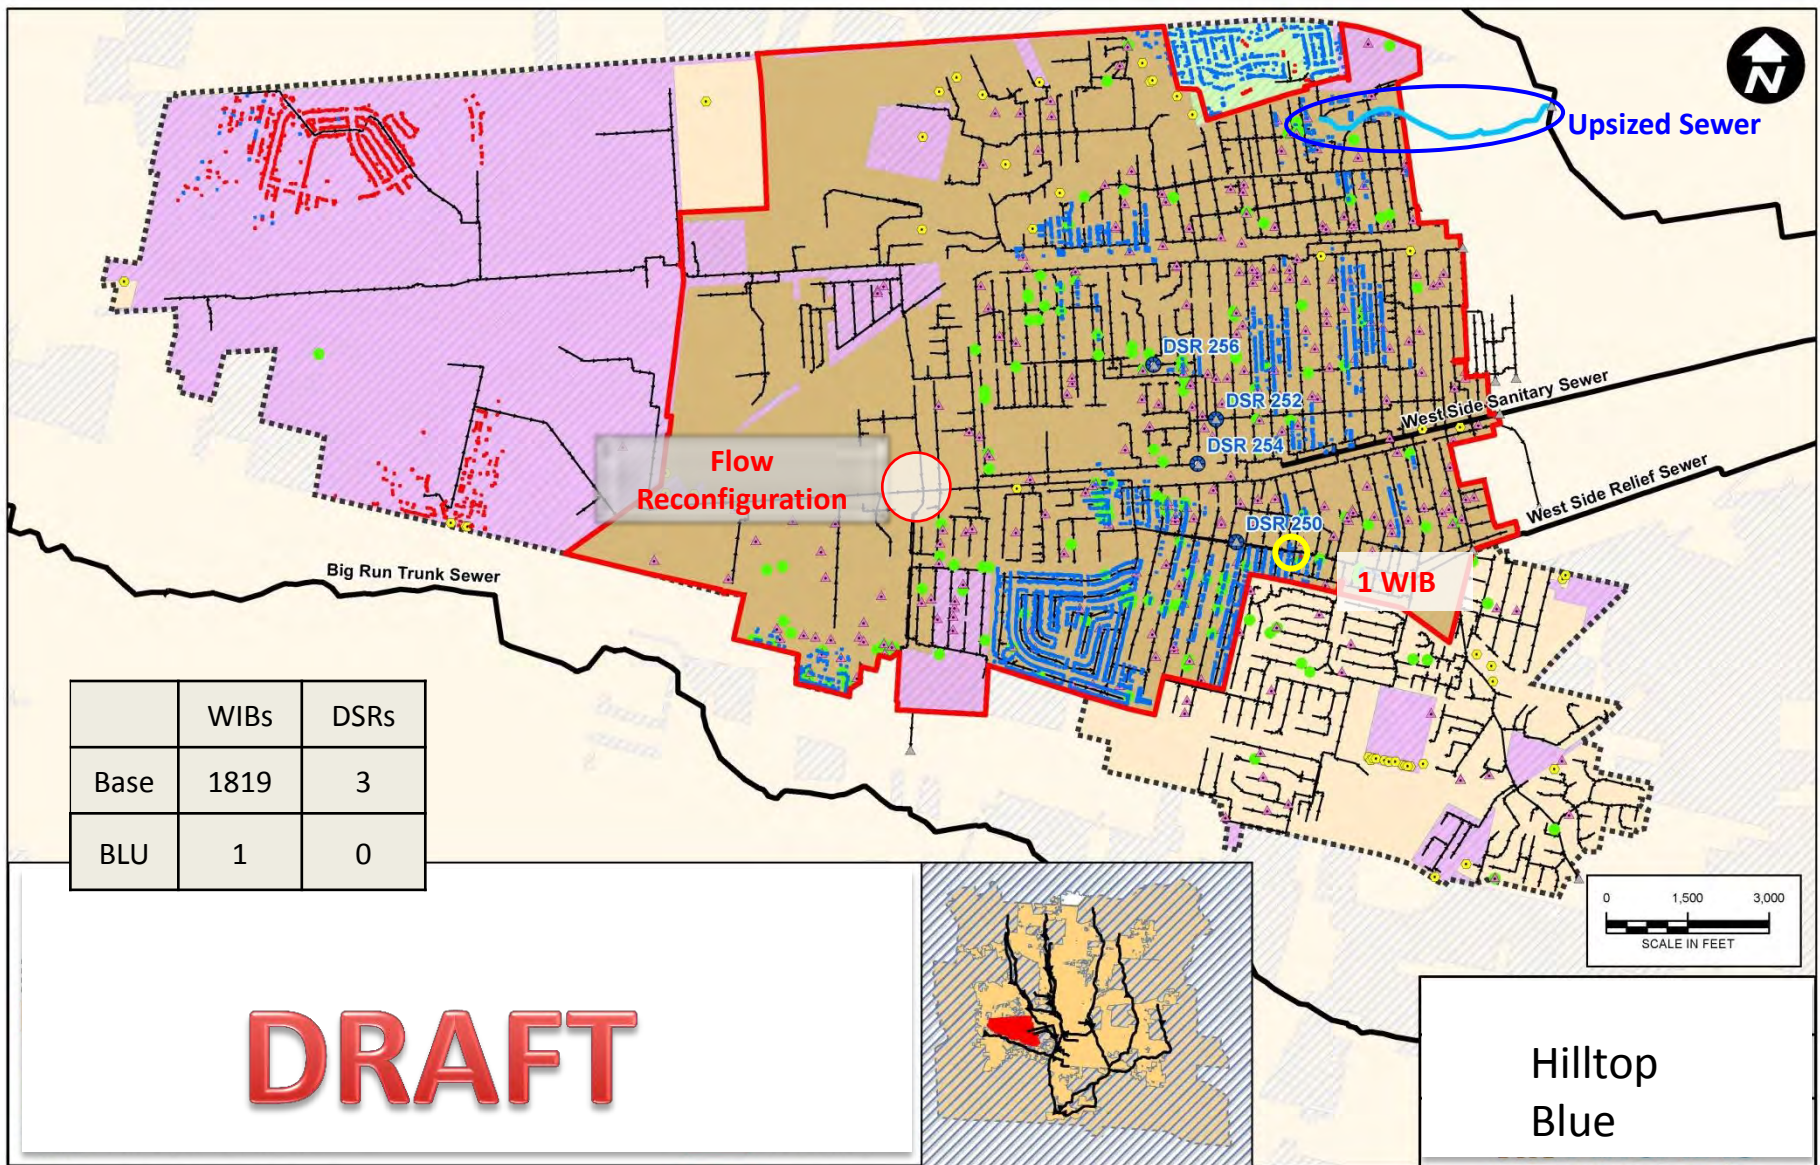 N
Upsized Sewer
DSR 256
DSR 252
DSR 254
West Side Sanitary Sewer
Flow
Reconfiguration
West Side Relief Sewer
DSR 250
1 WIB
Big Run Trunk Sewer
WIBs DSRs
Base 1819 3
BLU 1 0
0 1,500 3,000
SCALE IN FEET
DRAFT
Hilltop
Blue